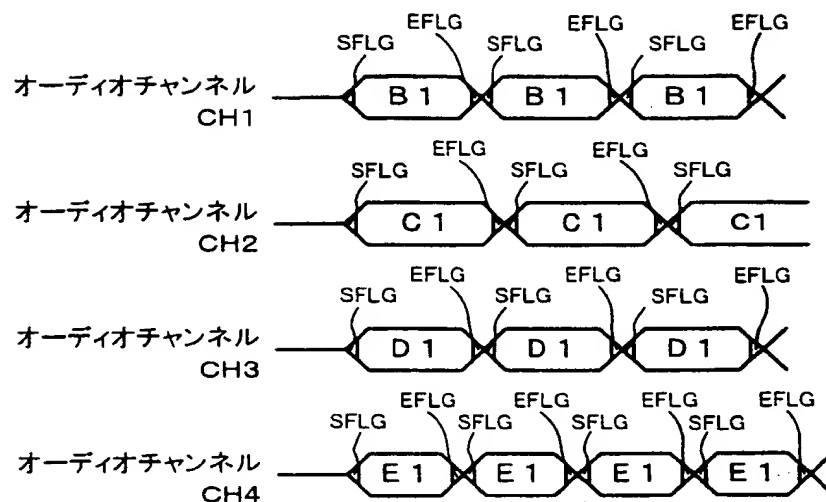 SFLG EFLG SFLG EFLG SFLG EFLG
オーディオチャンネル
CH1
B1 B1 B1
SFLG EFLG SFLG EFLG SFLG
オーディオチャンネル
CH2
C1 C1 C1
SFLG EFLG SFLG EFLG SFLG EFLG
オーディオチャンネル
CH3
D1 D1 D1
SFLG EFLG SFLG EFLG SFLG EFLG SFLG EFLG
オーディオチャンネル
CH4
E1 E1 E1 E1